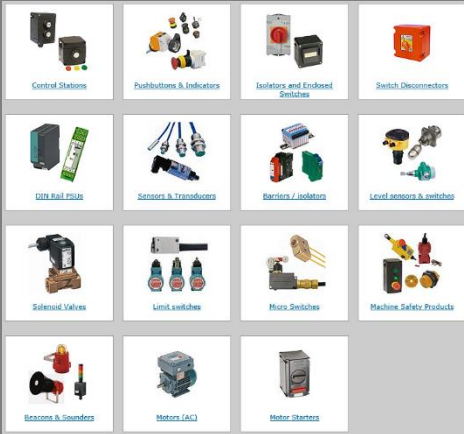 Control Stations
Pushbuttons & Indicators
Isolators and Enclosed
Switches
Switch Disconnectors
DIN Rail PSUs
Sensors & Transducers
Barriers / isolators
Level sensors & switches
Solenoid Valves
Limit switches
Micro Switches
Machine Safety Products
Beacons & Sounders
Motors (AC)
Motor Starters